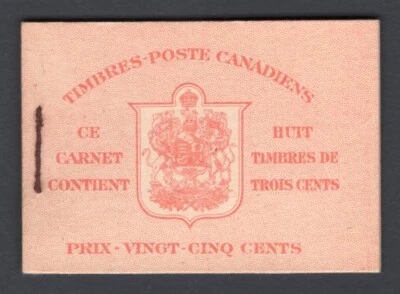 TIMBRES-POSTE CANADIENS
CE
CARNET
CONTIENT
HUIT
TIMBRES DE
TROIS CENTS
PRIX - VINGT - CINQ CENTS